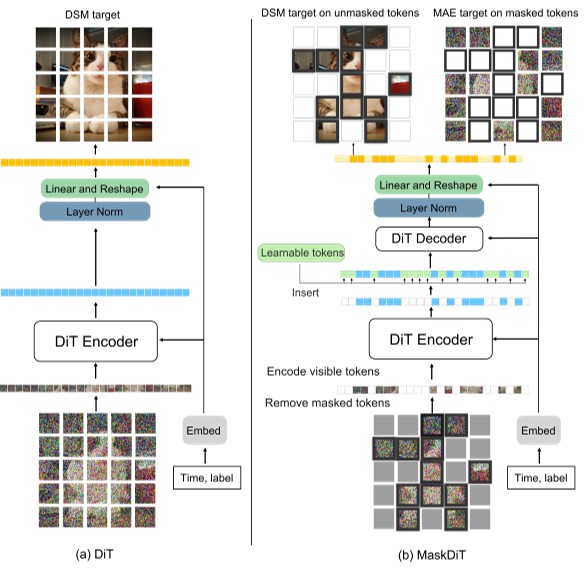 DSM target
Linear and Reshape
Layer Norm
DiT Encoder
Embed
Time, label
(a) DiT
DSM target on unmasked tokens
MAE target on masked tokens
Linear and Reshape
Layer Norm
DiT Decoder
Learnable tokens
Insert
DiT Encoder
Encode visible tokens
Remove masked tokens
Embed
Time, label
(b) MaskDiT